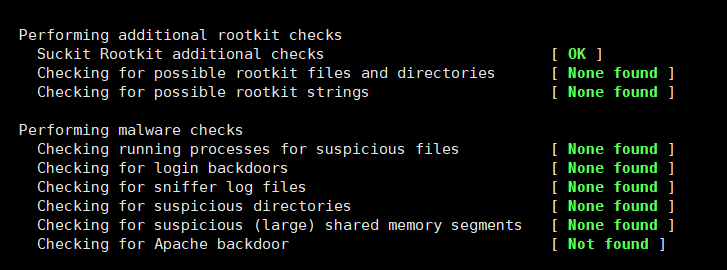 Performing additional rootkit checks
Suckit Rootkit additional checks [ OK ]
Checking for possible rootkit files and directories [ None found ]
Checking for possible rootkit strings [ None found ]
Performing malware checks
Checking running processes for suspicious files [ None found ]
Checking for login backdoors [ None found ]
Checking for sniffer log files [ None found ]
Checking for suspicious directories [ None found ]
Checking for suspicious (large) shared memory segments [ None found ]
Checking for Apache backdoor [ Not found ]